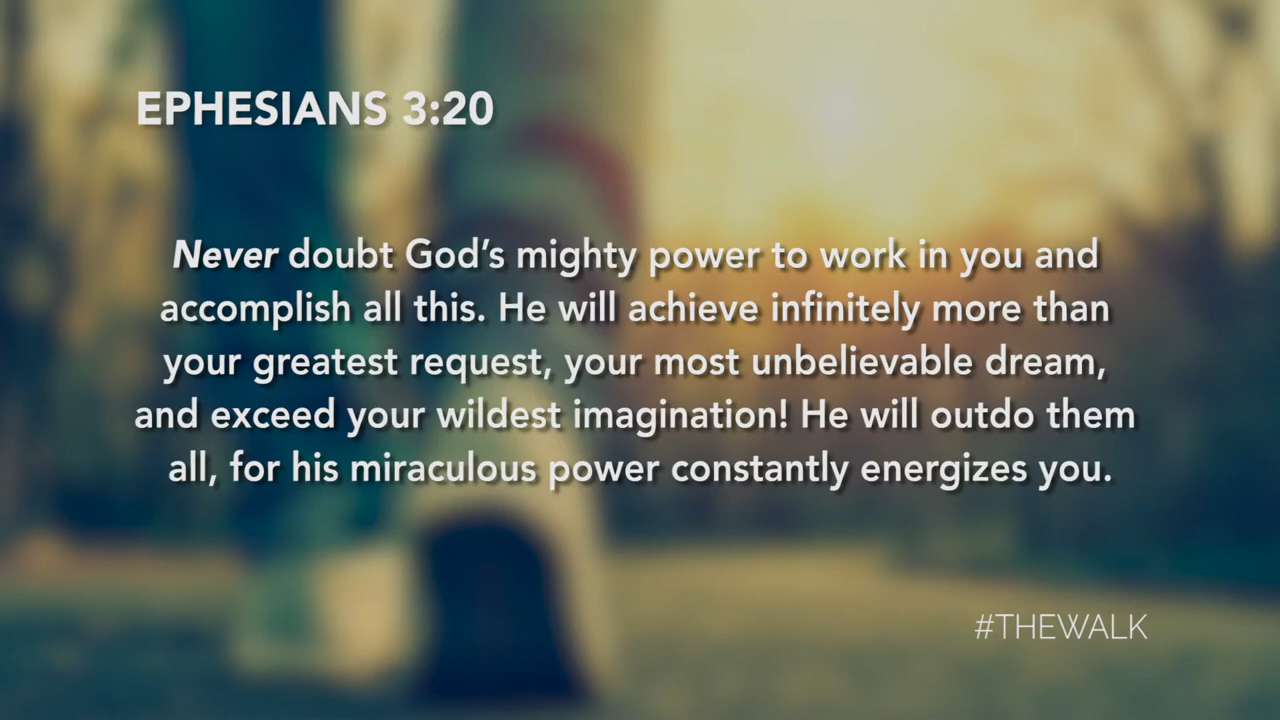 EPHESIANS 3:20
Never doubt God's mighty power to work in you and
accomplish all this. He will achieve infinitely more than
your greatest request, your most unbelievable dream,
and exceed your wildest imagination! He will outdo them
all, for his miraculous power constantly energizes you.
#THEWALK